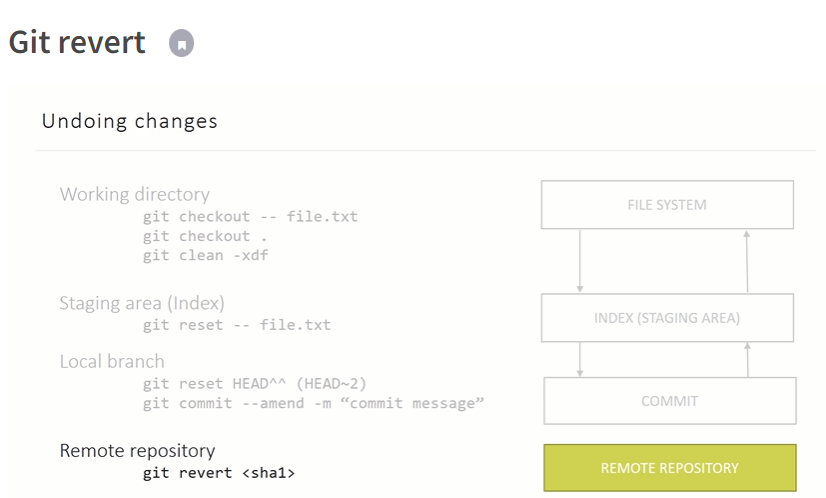 Git revert
Undoing changes
Working directory
git checkout -- file.txt
git checkout .
git clean -xdf
Staging area (Index)
git reset -- file.txt
Local branch
git reset HEAD^^ (HEAD~2)
git commit --amend -m “commit message”
Remote repository
git revert <sha1>
FILE SYSTEM
INDEX (STAGING AREA)
COMMIT
REMOTE REPOSITORY